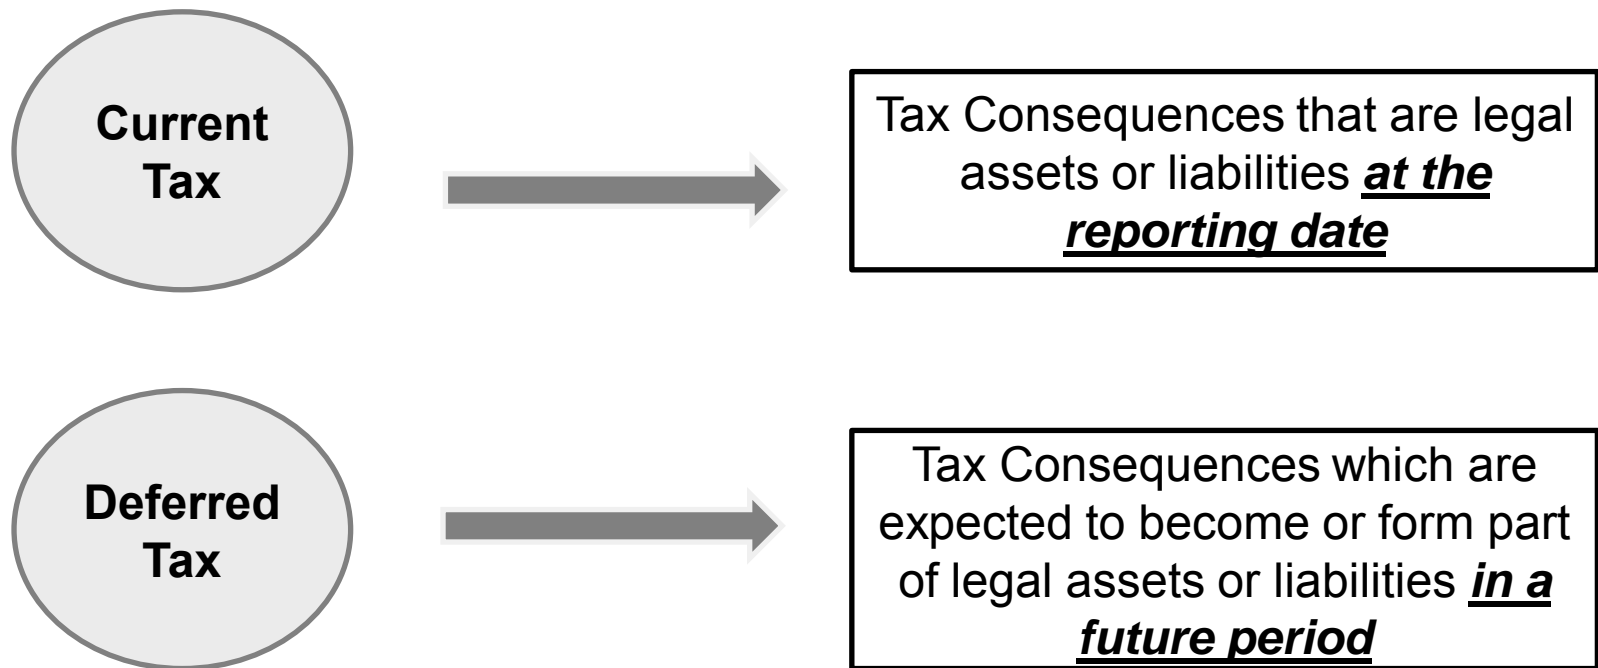 Current
Tax
Tax Consequences that are legal
assets or liabilities at the
reporting date
Deferred
Tax
Tax Consequences which are
expected to become or form part
of legal assets or liabilities in a
future period